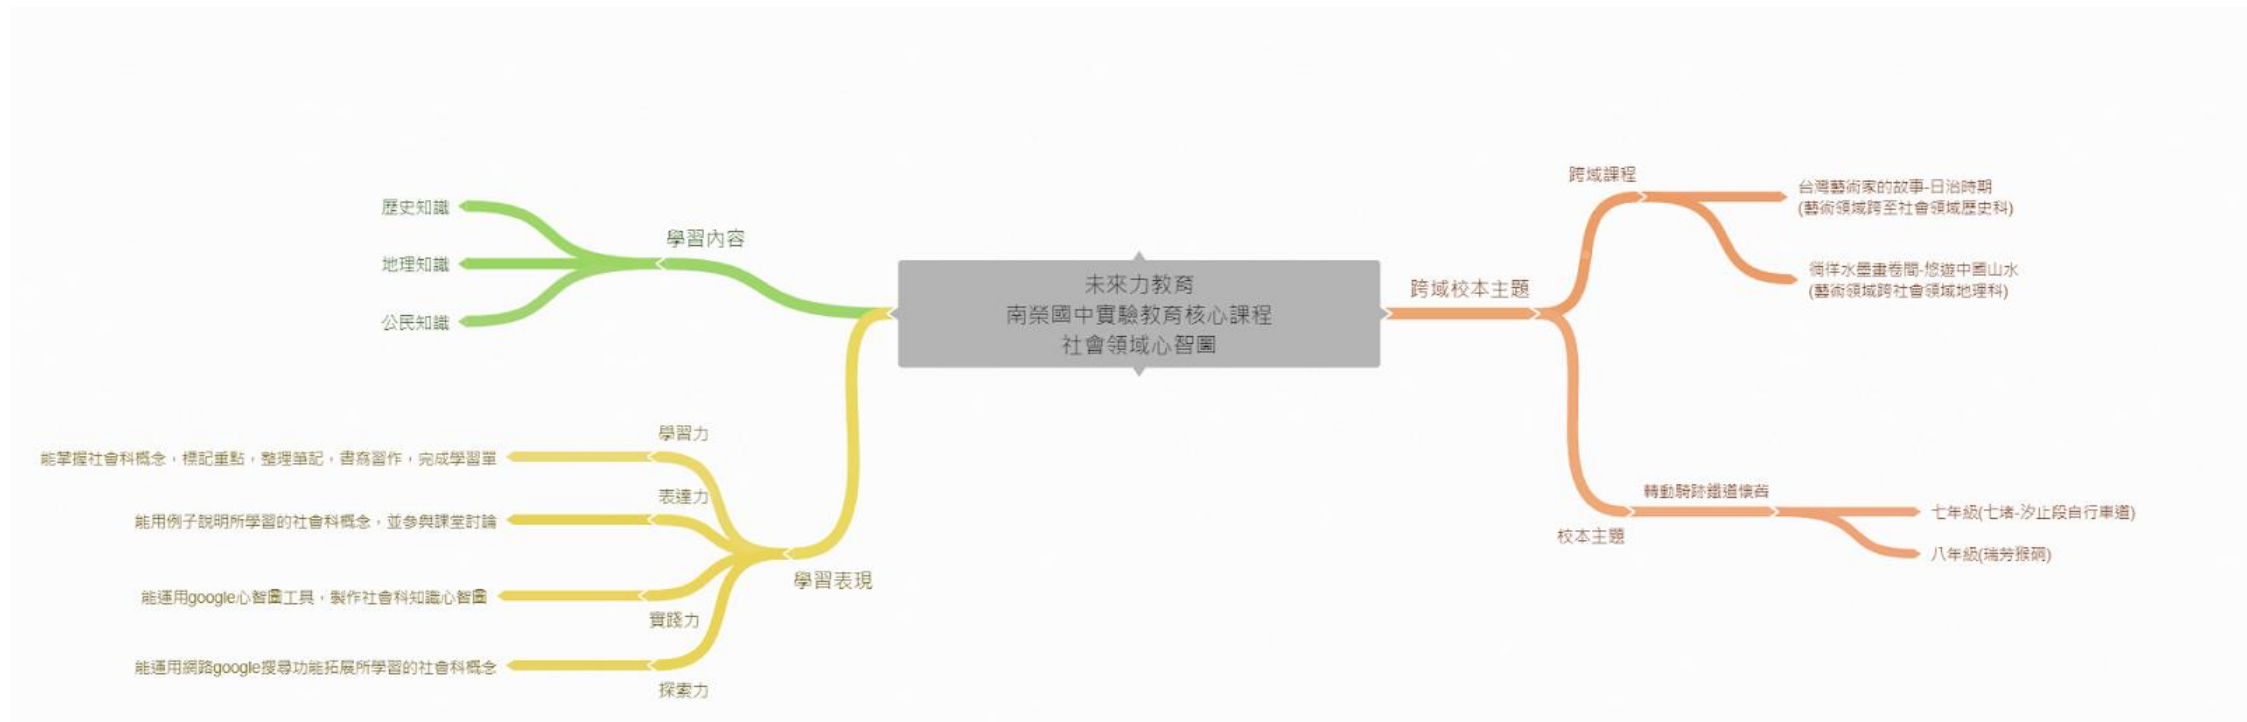 未來力教育
南榮國中實驗教育核心課程
社會領域心智圖
學習內容
歷史知識
地理知識
公民知識
學習表現
學習力
能掌握社會科概念，標記重點，整理筆記，書寫習作，完成學習單
表達力
能用例子說明所學習的社會科概念，並參與課堂討論
能運用google心智圖工具，製作社會科知識心智圖
實踐力
能運用網路google搜尋功能拓展所學習的社會科概念
探索力
跨域校本主題
跨域課程
台灣藝術家的故事-日治時期
(藝術領域跨至社會領域歷史科)
徜徉水墨畫卷間-悠遊中國山水
(藝術領域跨社會領域地理科)
校本主題
轉動騎跡鐵道懷舊
七年級(七堵-汐止段自行車道)
八年級(瑞芳猴硐)